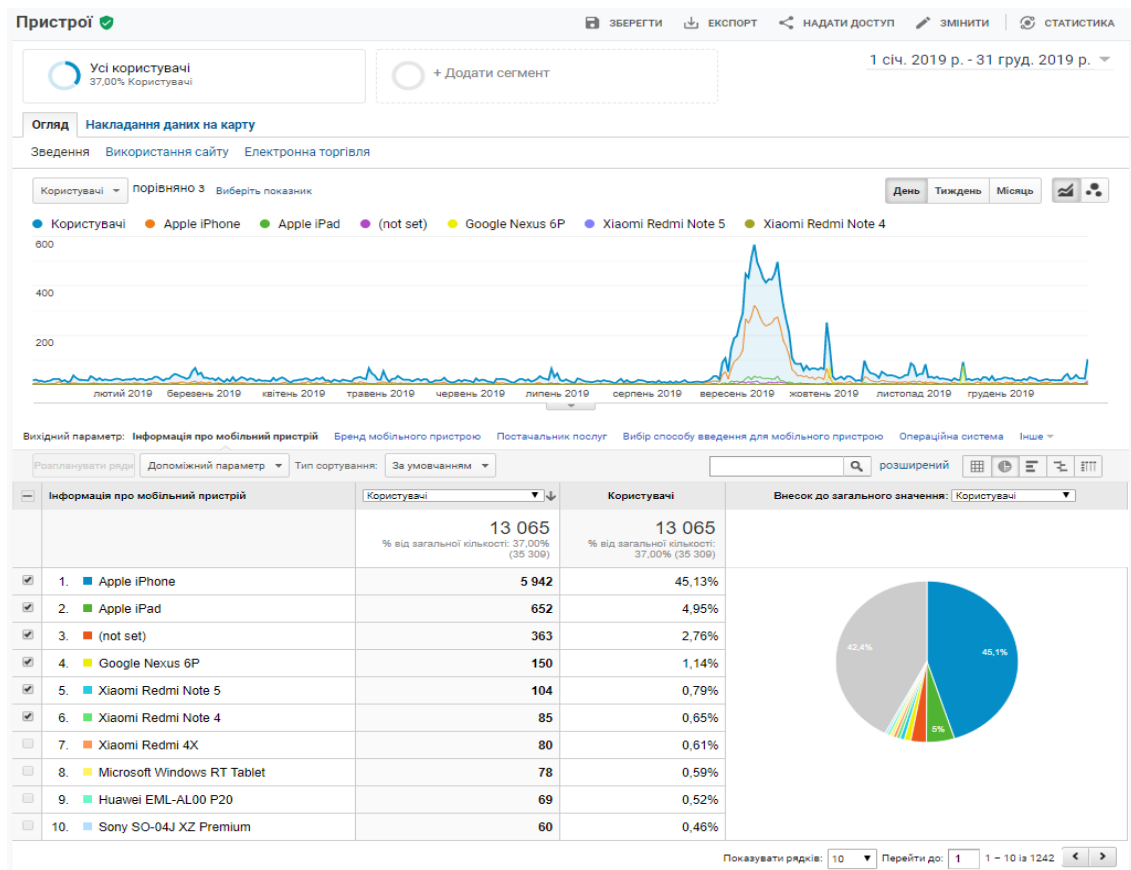 Пристрої
ЗБЕРЕГТИ ЕКСПОРТ НАДАТИ ДОСТУП ЗМІНИТИ СТАТИСТИКА
Усі користувачі
37,00% Користувачі
+ Додати сегмент
1 січ. 2019 р. - 31 груд. 2019 р.
Огляд Накладання даних на карту
Зведення Використання сайту Електронна торгівля
Користувачі порівняно з Виберіть показник
День Тиждень Місяць
Користувачі Apple iPhone Apple iPad (not set) Google Nexus 6P Xiaomi Redmi Note 5 Xiaomi Redmi Note 4
600
400
200
лютий 2019 березень 2019 квітень 2019 травень 2019 червень 2019 липень 2019 серпень 2019 вересень 2019 жовтень 2019 листопад 2019 грудень 2019
Вихідний параметр: Інформація про мобільний пристрій Бренд мобільного пристрою Постачальник послуг Вибір способу введення для мобільного пристрою Операційна система Інше
Розпланувати ряди Допоміжний параметр Тип сортування: За умовчанням розширений
Інформація про мобільний пристрій Користувачі Користувачі Внесок до загального значення: Користувачі
13 065 13 065
% від загальної кількості: 37,00% % від загальної кількості:
(35 309) 37,00% (35 309)
1. Apple iPhone 5 942 45,13%
2. Apple iPad 652 4,95%
3. (not set) 363 2,76%
4. Google Nexus 6P 150 1,14%
5. Xiaomi Redmi Note 5 104 0,79%
6. Xiaomi Redmi Note 4 85 0,65%
7. Xiaomi Redmi 4X 80 0,61%
8. Microsoft Windows RT Tablet 78 0,59%
9. Huawei EML-AL00 P20 69 0,52%
10. Sony SO-04J XZ Premium 60 0,46%
42,4%
45,1%
5%
Показувати рядків: 10 Перейти до: 1 1 – 10 із 1242